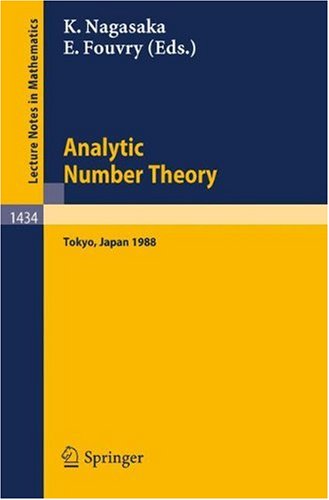 K. Nagasaka
E. Fouvry (Eds.)
Lecture Notes in Mathematics
1434
Analytic
Number Theory
Tokyo, Japan 1988
Springer